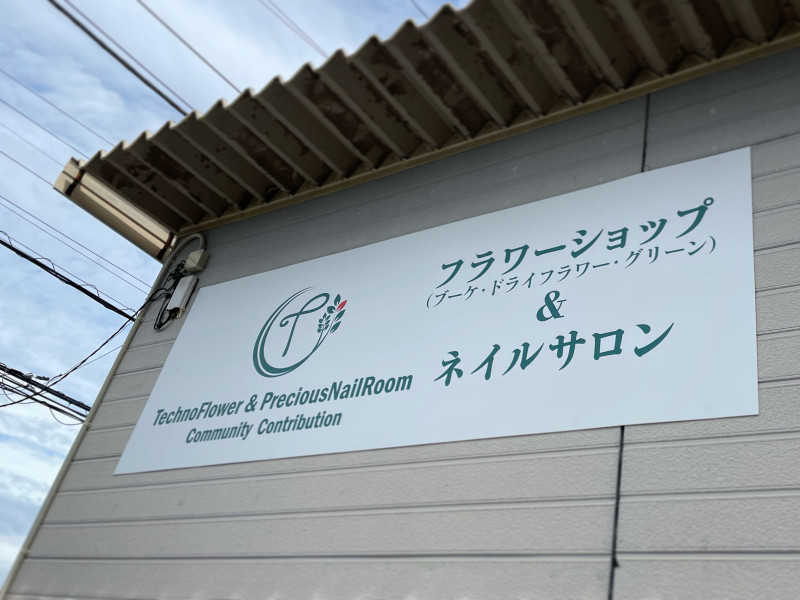 TechnoFlower & PreciousNailRoom
Community Contribution
フラワーショップ
(ブーケ・ドライフラワー・グリーン)
&
ネイルサロン